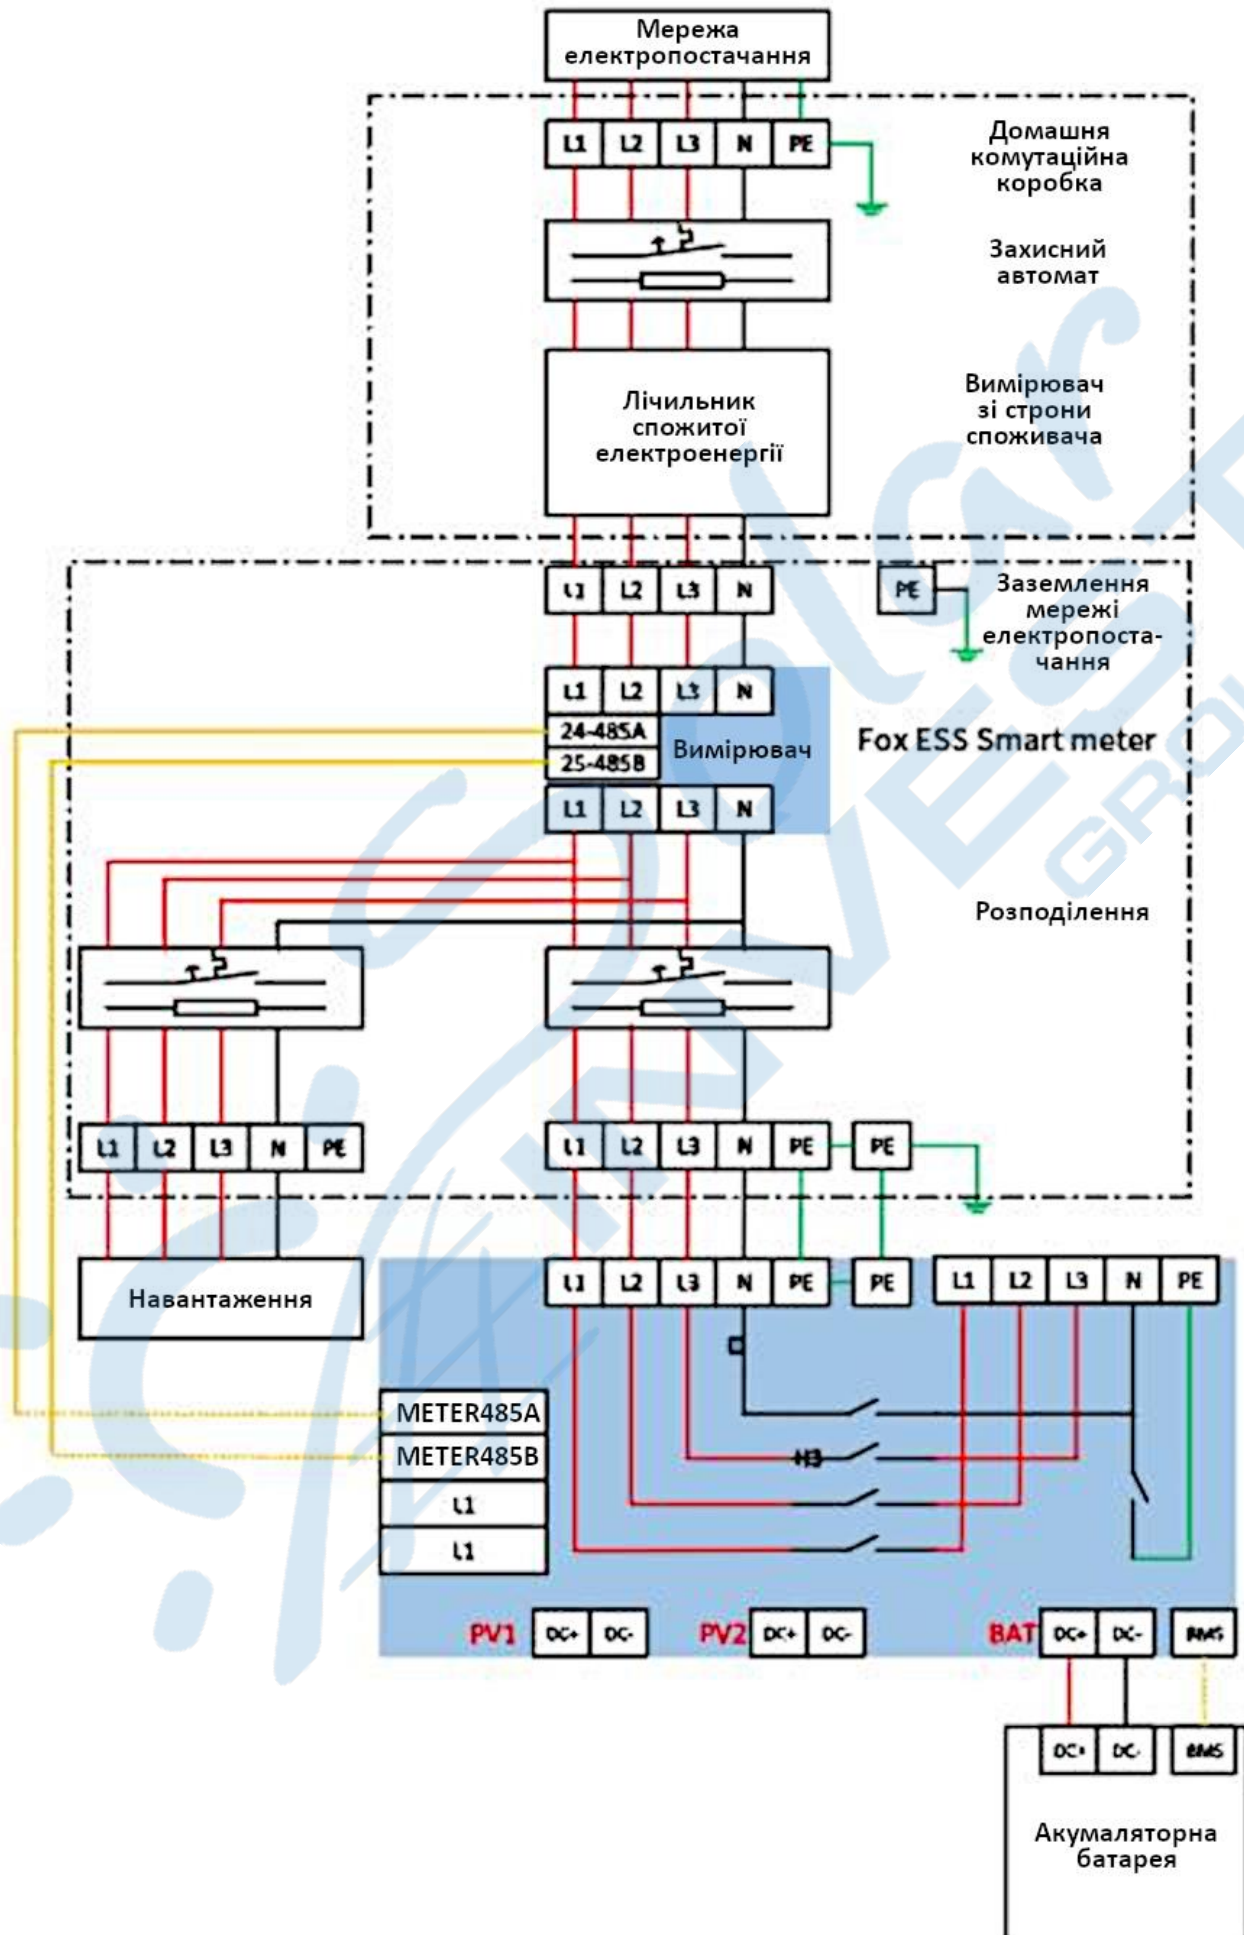 Мережа
електропостачання
L1 L2 L3 N PE
Домашня
комутаційна
коробка
Захисний
автомат
Лічильник
спожитої
електроенергії
Вимірювач
зі строни
споживача
L1 L2 L3 N
PE
Заземлення
мережі
електропоста-
чання
L1 L2 L3 N
24-485A
25-485B
Вимірювач
Fox ESS Smart meter
L1 L2 L3 N
Розподілення
L1 L2 L3 N PE
L1 L2 L3 N PE PE
Навантаження
L1 L2 L3 N PE PE
L1 L2 L3 N PE
METER485A
METER485B
L1
L1
N3
PV1 DC+ DC-
PV2 DC+ DC-
BAT DC+ DC- BMS
DC+ DC- BMS
Акумаляторна
батарея
Solar
INVEST
GROUP